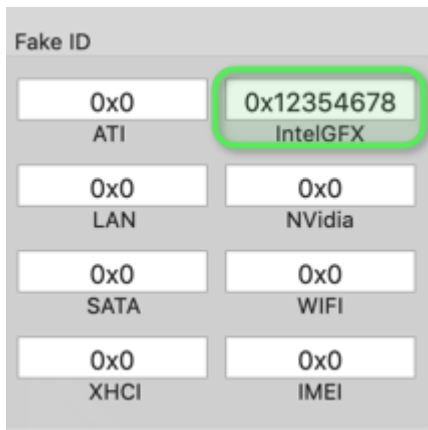 Fake ID
0x0 0x12354678
ATI IntelGFX
0x0 0x0
LAN NVidia
0x0 0x0
SATA WIFI
0x0 0x0
XHCI IMEI